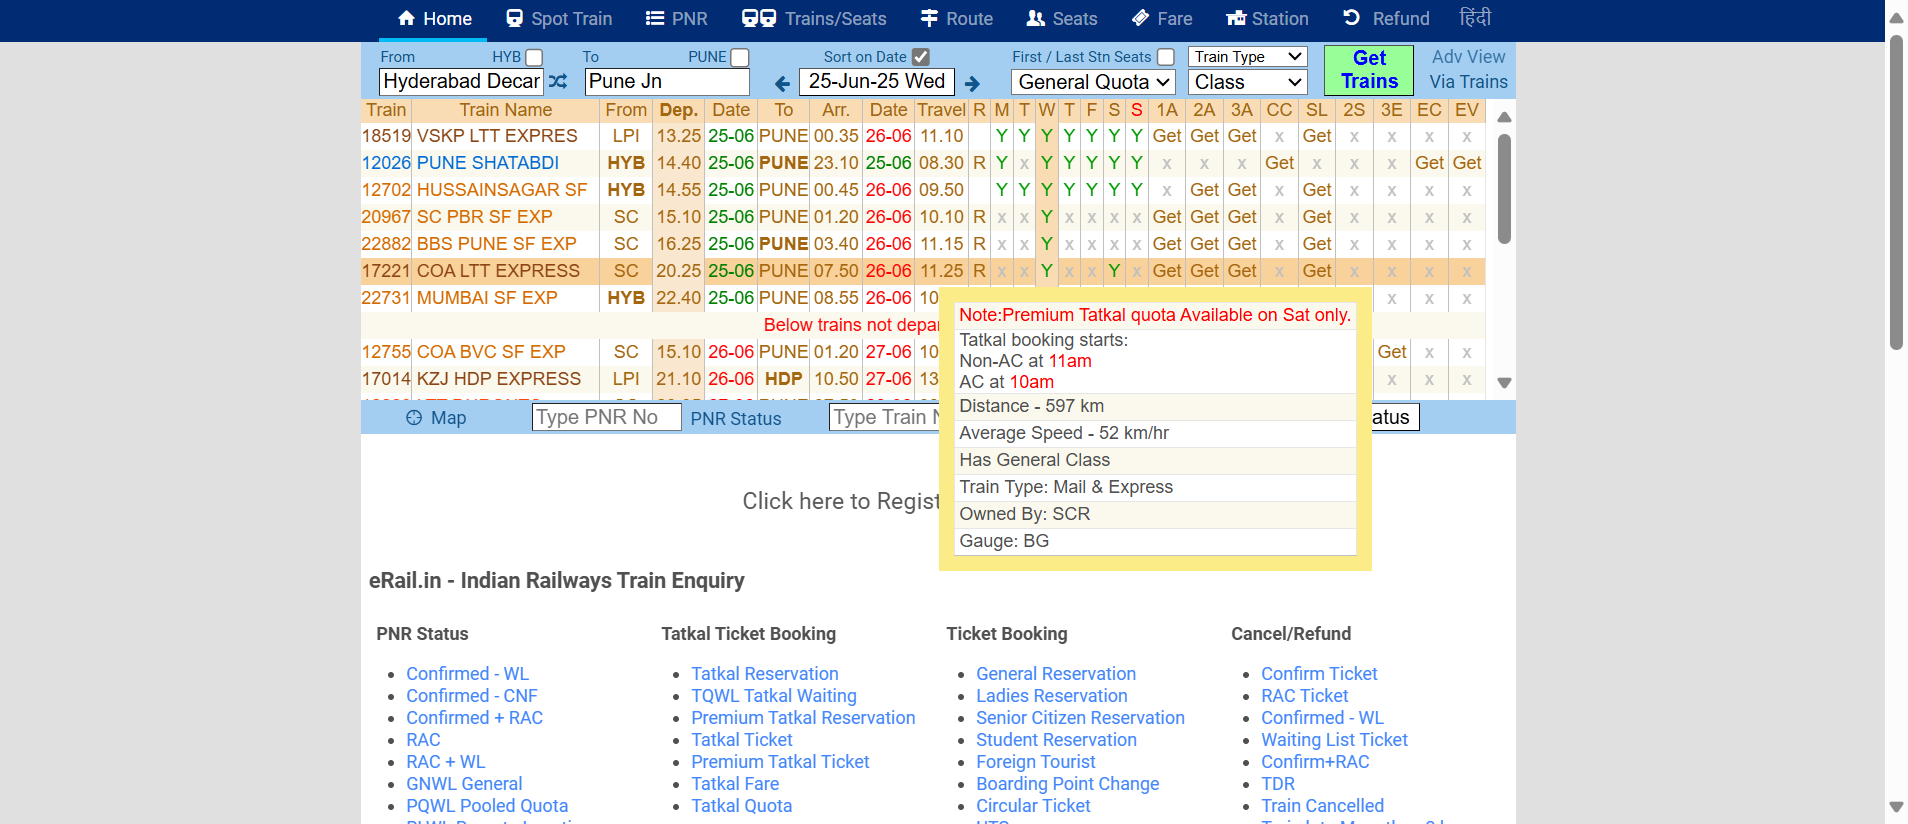 Home Spot Train PNR Trains/Seats Route Seats Fare Station Refund हिंदी
From HYB To PUNE Sort on Date First / Last Stn Seats Train Type Get Trains Adv View
Hyderabad Decan Pune Jn 25-Jun-25 Wed General Quota Class Via Trains
Train Train Name From Dep. Date To Arr. Date Travel R M T W T F S S 1A 2A 3A CC SL 2S 3E EC EV
18519 VSKP LTT EXPRES LPI 13.25 25-06 PUNE 00.35 26-06 11.10 Y Y Y Y Y Y Y Get Get Get x Get x x x x
12026 PUNE SHATABDI HYB 14.40 25-06 PUNE 23.10 25-06 08.30 R Y x Y Y Y Y Y x x x Get x x x Get Get
12702 HUSSAINSAGAR SF HYB 14.55 25-06 PUNE 00.45 26-06 09.50 Y Y Y Y Y Y Y x Get Get x Get x x x x
20967 SC PBR SF EXP SC 15.10 25-06 PUNE 01.20 26-06 10.10 R x x Y x x x x Get Get Get x Get x x x x
22882 BBS PUNE SF EXP SC 16.25 25-06 PUNE 03.40 26-06 11.15 R x x Y x x x x Get Get Get x Get x x x x
17221 COA LTT EXPRESS SC 20.25 25-06 PUNE 07.50 26-06 11.25 R x x Y x x Y x Get Get Get x Get x x x x
22731 MUMBAI SF EXP HYB 22.40 25-06 PUNE 08.55 26-06 10 x x x
Below trains not depar
12755 COA BVC SF EXP SC 15.10 26-06 PUNE 01.20 27-06 10 Get x x
17014 KZJ HDP EXPRESS LPI 21.10 26-06 HDP 10.50 27-06 13 x x x
Note:Premium Tatkal quota Available on Sat only.
Tatkal booking starts:
Non-AC at 11am
AC at 10am
Distance - 597 km
Average Speed - 52 km/hr
Has General Class
Train Type: Mail & Express
Owned By: SCR
Gauge: BG
Map Type PNR No PNR Status Type Train N atus
Click here to Regist
eRail.in - Indian Railways Train Enquiry
PNR Status
Confirmed - WL
Confirmed - CNF
Confirmed + RAC
RAC
RAC + WL
GNWL General
PQWL Pooled Quota
Tatkal Ticket Booking
Tatkal Reservation
TQWL Tatkal Waiting
Premium Tatkal Reservation
Tatkal Ticket
Premium Tatkal Ticket
Tatkal Fare
Tatkal Quota
Ticket Booking
General Reservation
Ladies Reservation
Senior Citizen Reservation
Student Reservation
Foreign Tourist
Boarding Point Change
Circular Ticket
Cancel/Refund
Confirm Ticket
RAC Ticket
Confirmed - WL
Waiting List Ticket
Confirm+RAC
TDR
Train Cancelled